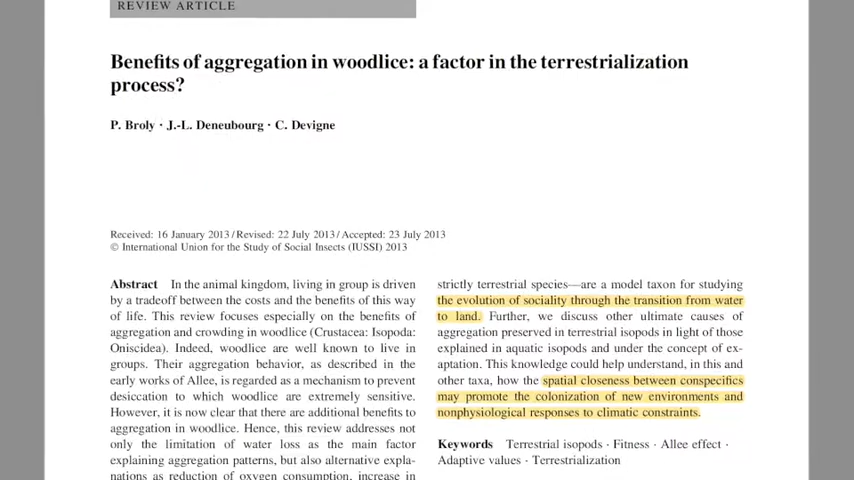 REVIEW ARTICLE
Benefits of aggregation in woodlice: a factor in the terrestrialization
process?
P. Broly · J.-L. Deneubourg · C. Devigne
Received: 16 January 2013 / Revised: 22 July 2013 / Accepted: 23 July 2013
© International Union for the Study of Social Insects (IUSSI) 2013
Abstract In the animal kingdom, living in group is driven
by a tradeoff between the costs and the benefits of this way
of life. This review focuses especially on the benefits of
aggregation and crowding in woodlice (Crustacea: Isopoda:
Oniscidea). Indeed, woodlice are well known to live in
groups. Their aggregation behavior, as described in the
early works of Allee, is regarded as a mechanism to prevent
desiccation to which woodlice are extremely sensitive.
However, it is now clear that there are additional benefits to
aggregation in woodlice. Hence, this review addresses not
only the limitation of water loss as the main factor
explaining aggregation patterns, but also alternative expla-
nations as reduction of oxygen consumption, increase in
strictly terrestrial species—are a model taxon for studying
the evolution of sociality through the transition from water
to land. Further, we discuss other ultimate causes of
aggregation preserved in terrestrial isopods in light of those
explained in aquatic isopods and under the concept of ex-
aptation. This knowledge could help understand, in this and
other taxa, how the spatial closeness between conspecifics
may promote the colonization of new environments and
nonphysiological responses to climatic constraints.
Keywords Terrestrial isopods · Fitness · Allee effect ·
Adaptive values · Terrestrialization